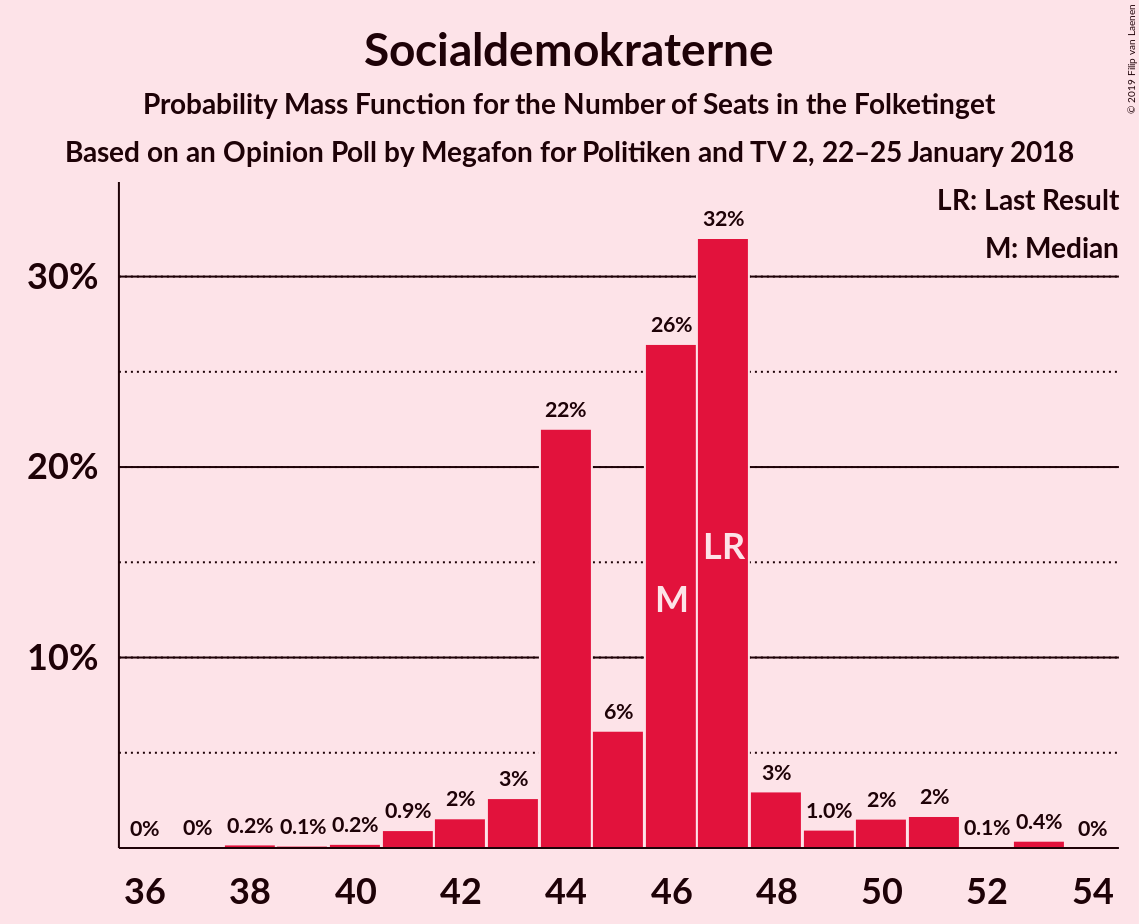 Socialdemokraterne
Probability Mass Function for the Number of Seats in the Folketinget
Based on an Opinion Poll by Megafon for Politiken and TV 2, 22–25 January 2018
© 2019 Filip van Laenen
LR: Last Result
M: Median
30%
20%
10%
0%
0%
0.2%
0.1%
0.2%
0.9%
2%
3%
22%
6%
26%
32%
3%
1.0%
2%
2%
0.1%
0.4%
0%
M
LR
36 38 40 42 44 46 48 50 52 54